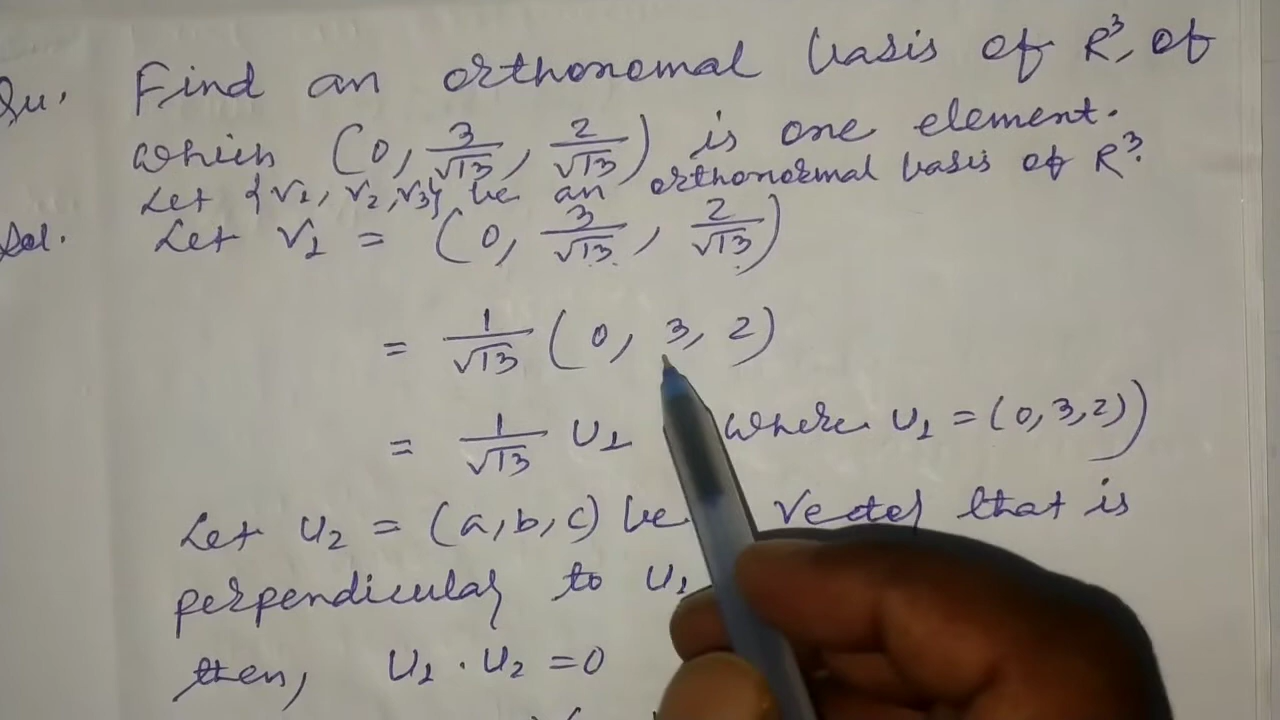 Qu. Find an orthonomal basis of R³, of
which (0, 3/√13, 2/√13) is one element.
Let {v1, v2, v3} be an orthonormal basis of R³.
Sol. Let v1 = (0, 3/√13, 2/√13)
= 1/√13 (0, 3, 2)
= 1/√13 u1 where u1 = (0,3,2))
Let u2 = (a,b,c) be vector that is
perpendicular to u1
then, u1 . u2 = 0